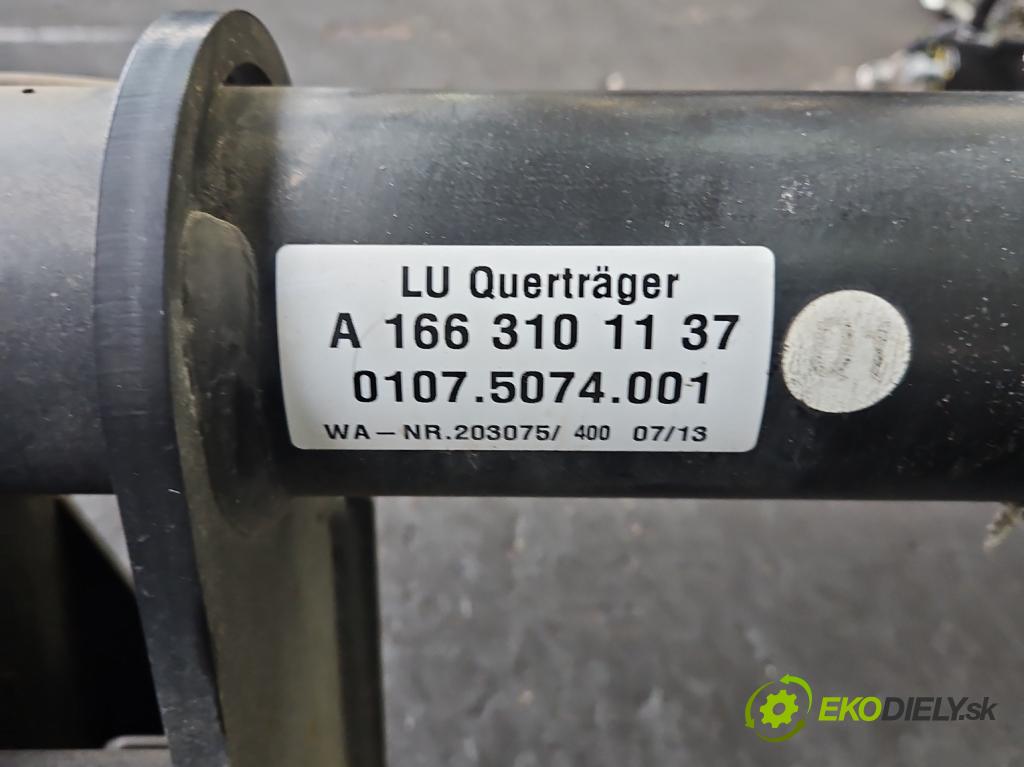 LU Querträger
A 166 310 11 37
0107.5074.001
WA-NR.203075/ 400 07/13
EKODIELY.sk